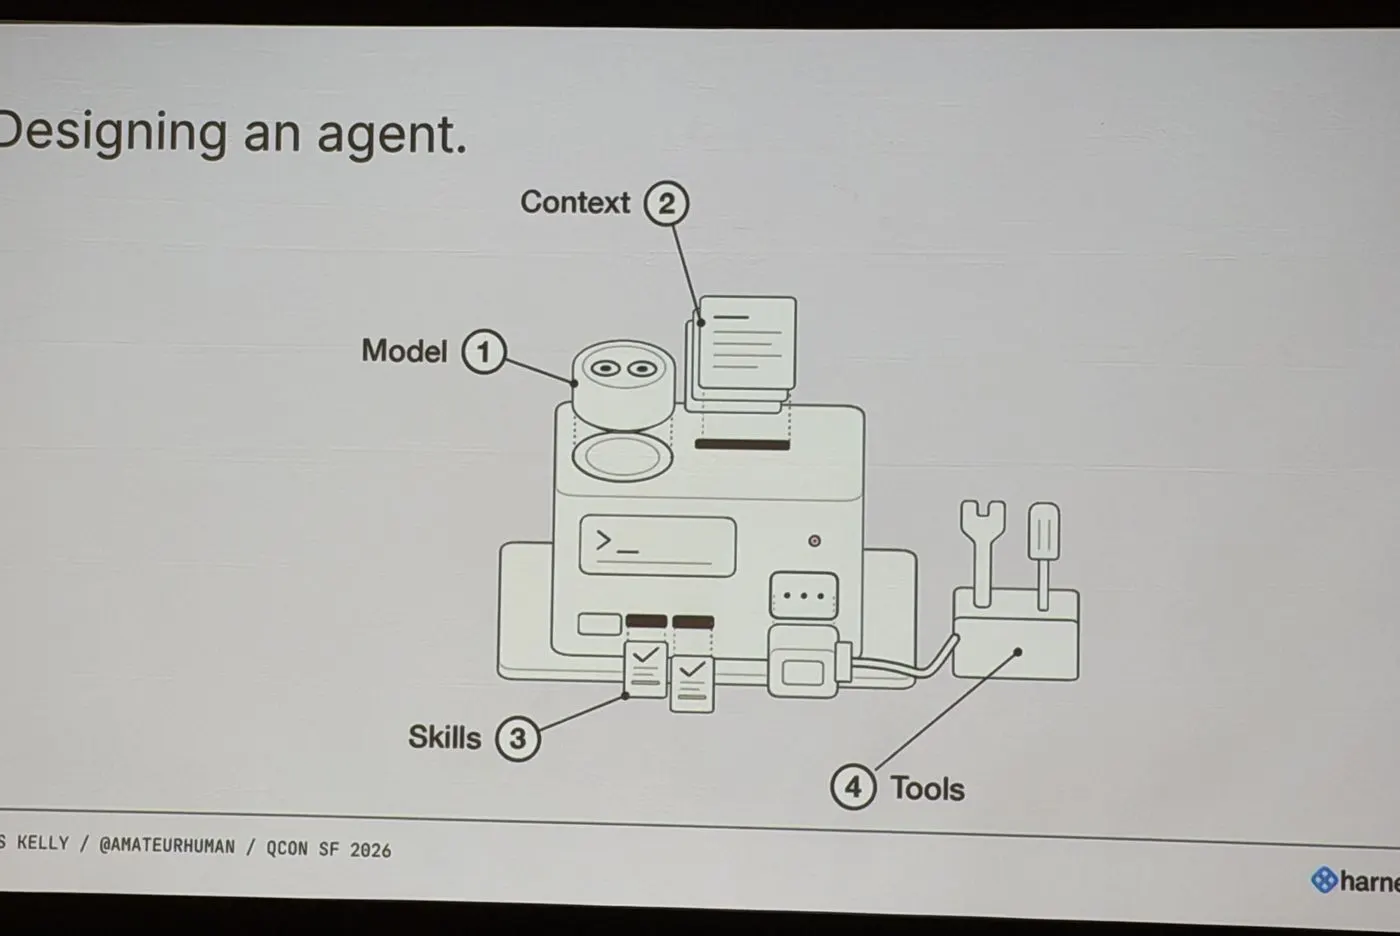 Designing an agent.
Context 2
Model 1
>_
Skills 3
4 Tools
S KELLY / @AMATEURHUMAN / QCON SF 2026
harne